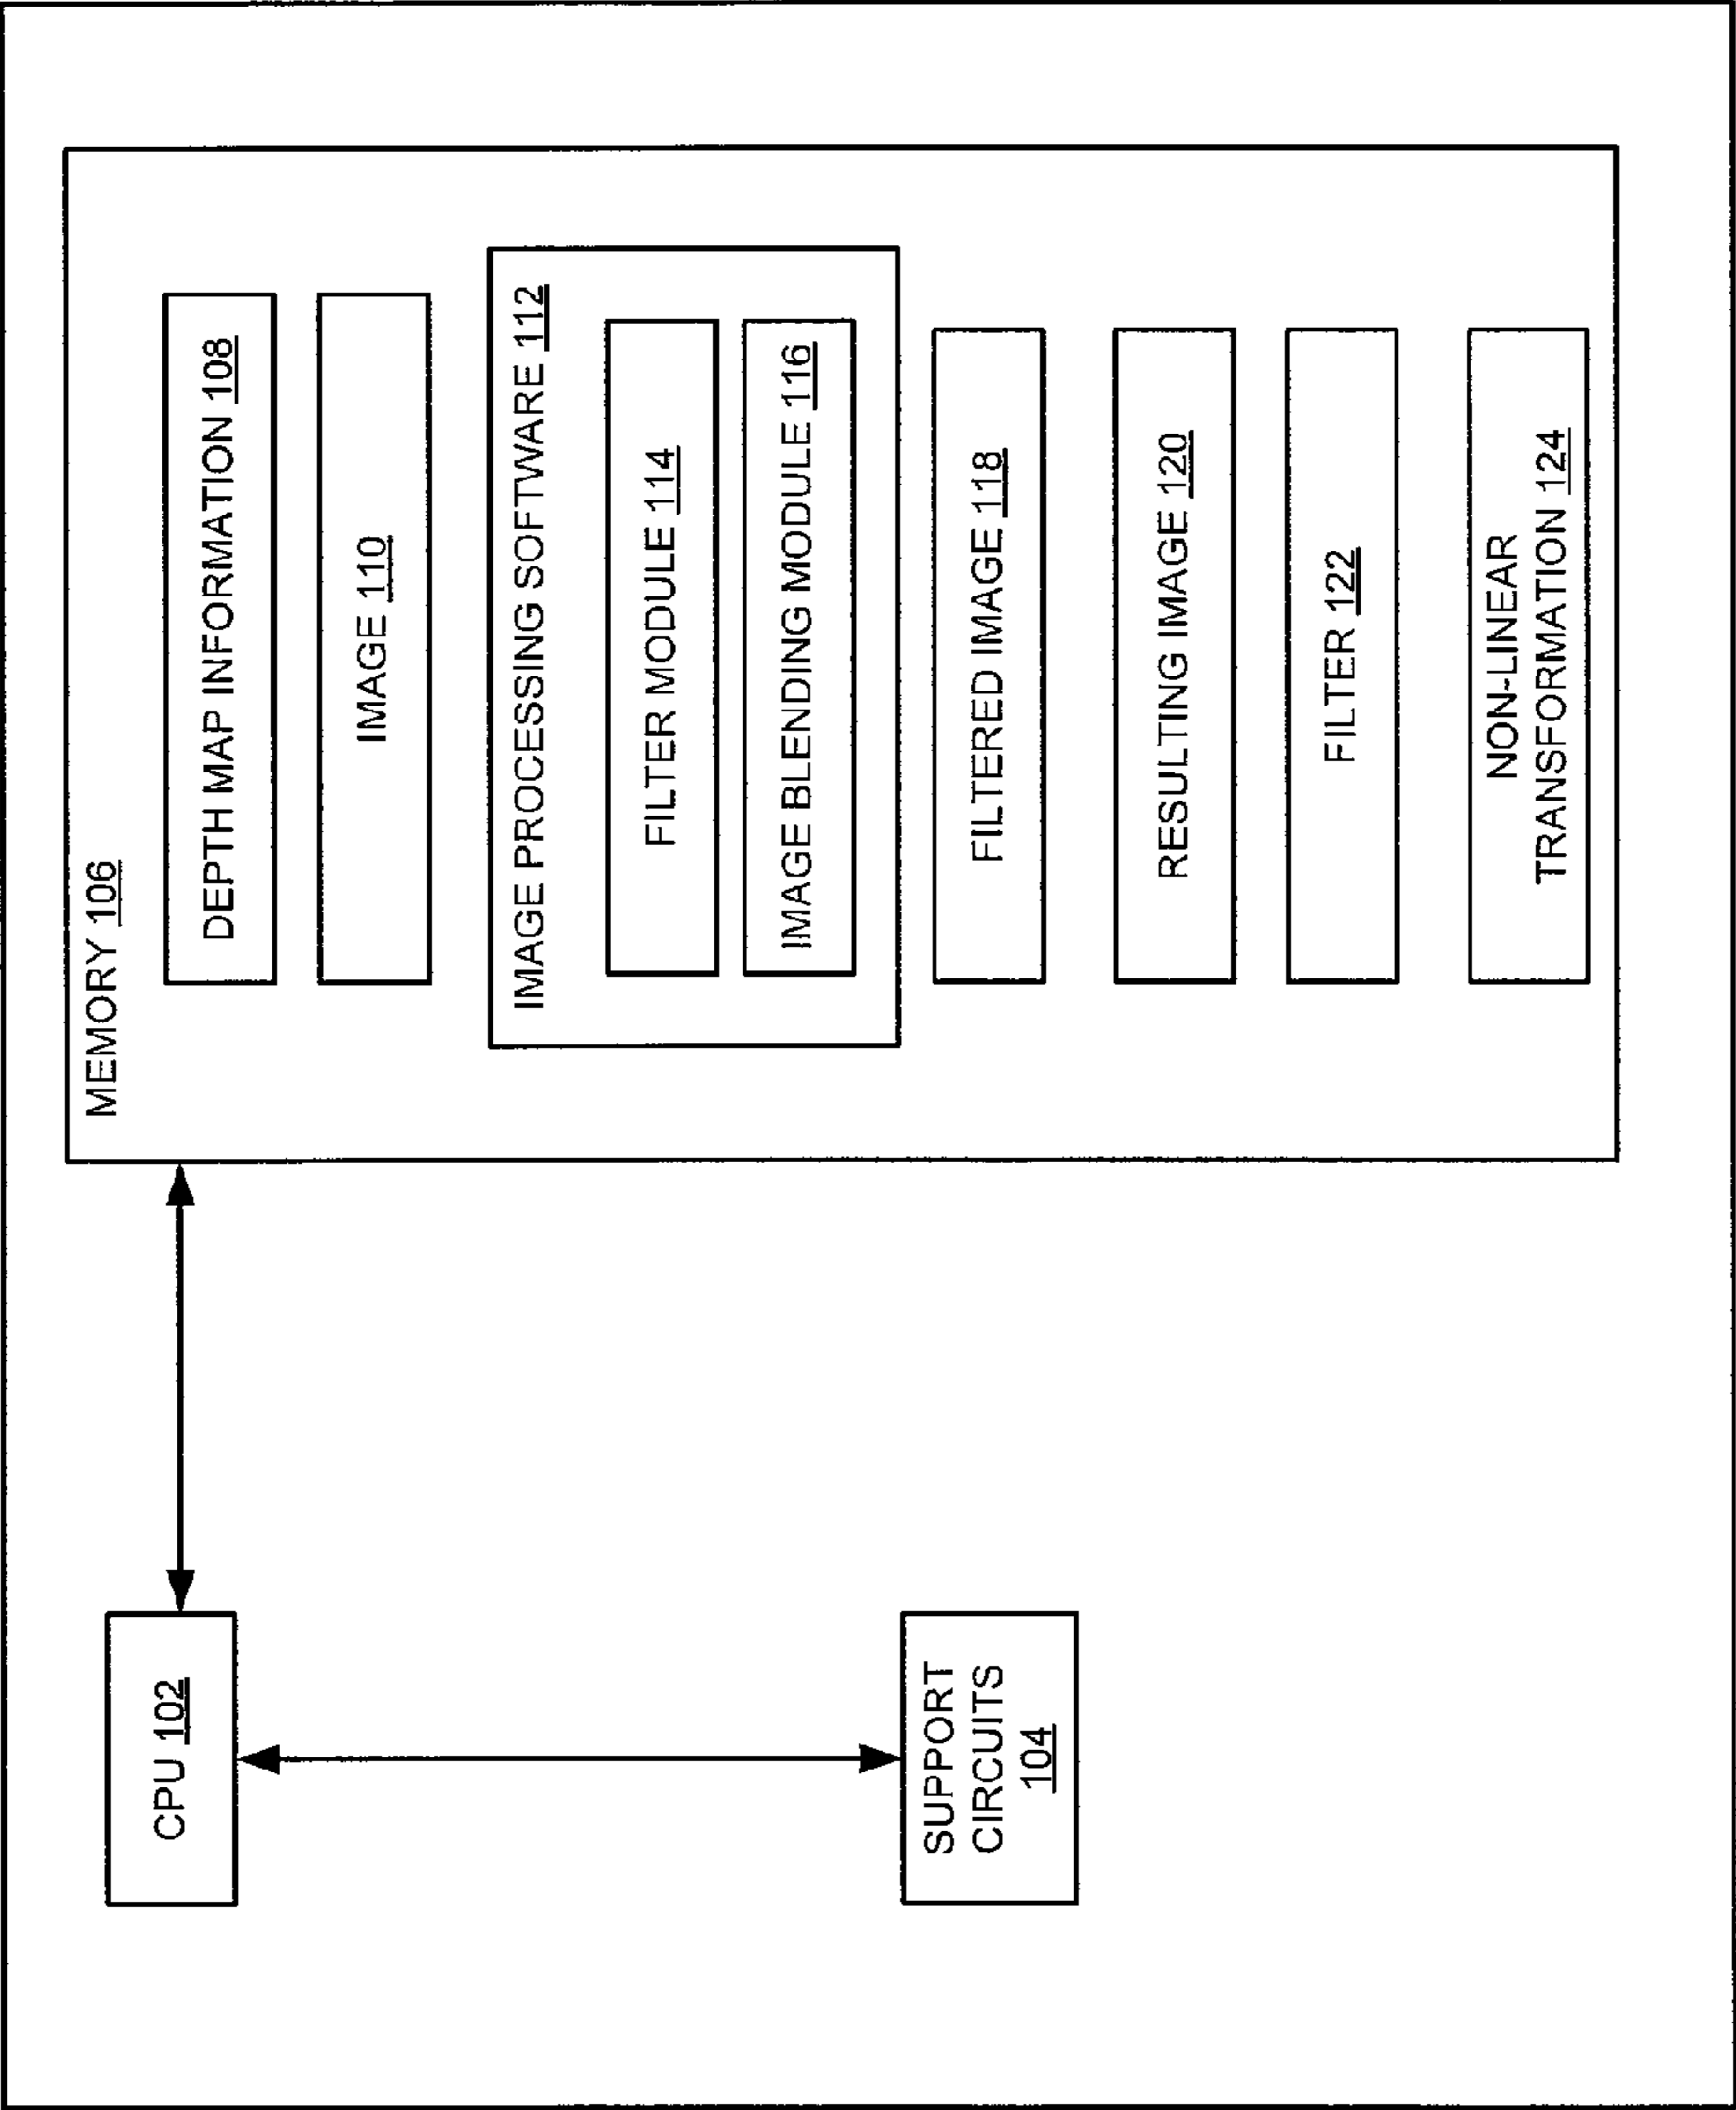 CPU 102
SUPPORT
CIRCUITS
104
MEMORY 106
DEPTH MAP INFORMATION 108
IMAGE 110
IMAGE PROCESSING SOFTWARE 112
FILTER MODULE 114
IMAGE BLENDING MODULE 116
FILTERED IMAGE 118
RESULTING IMAGE 120
FILTER 122
NON-LINEAR
TRANSFORMATION 124